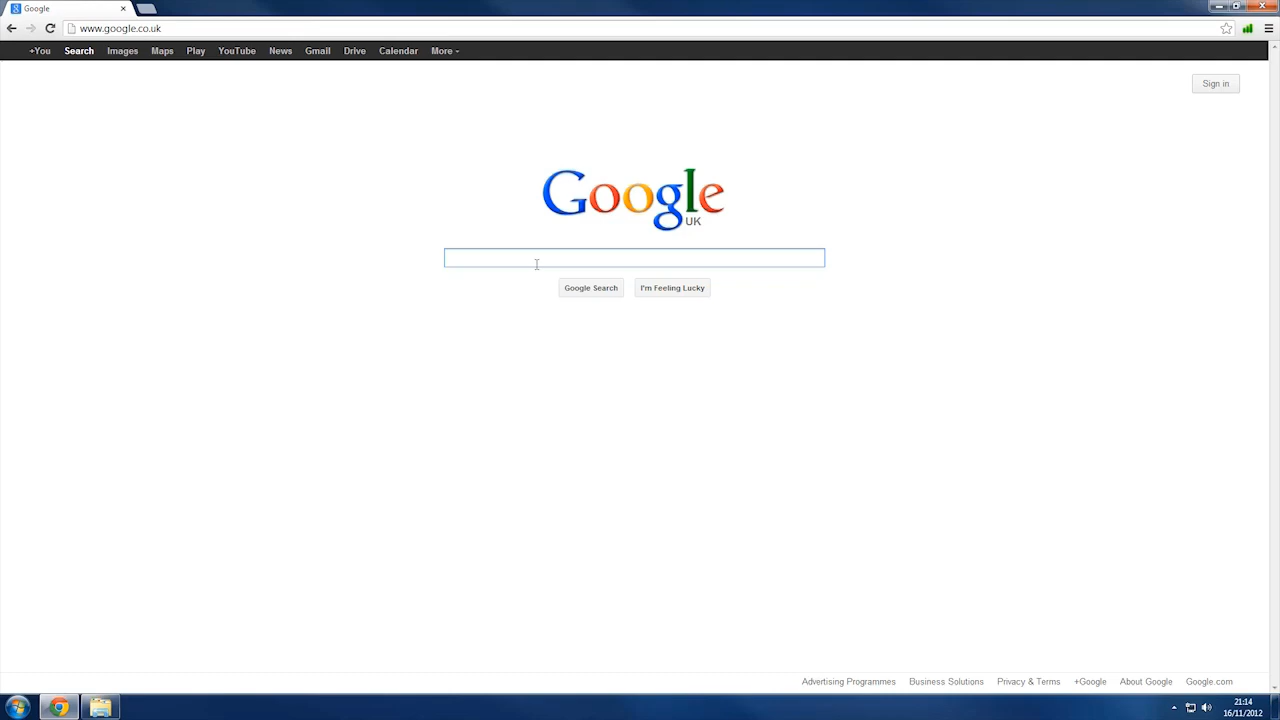 Google
www.google.co.uk
+You Search Images Maps Play YouTube News Gmail Drive Calendar More
Sign in
Google
UK
Google Search I'm Feeling Lucky
Advertising Programmes Business Solutions Privacy & Terms +Google About Google Google.com
21:14
16/11/2012